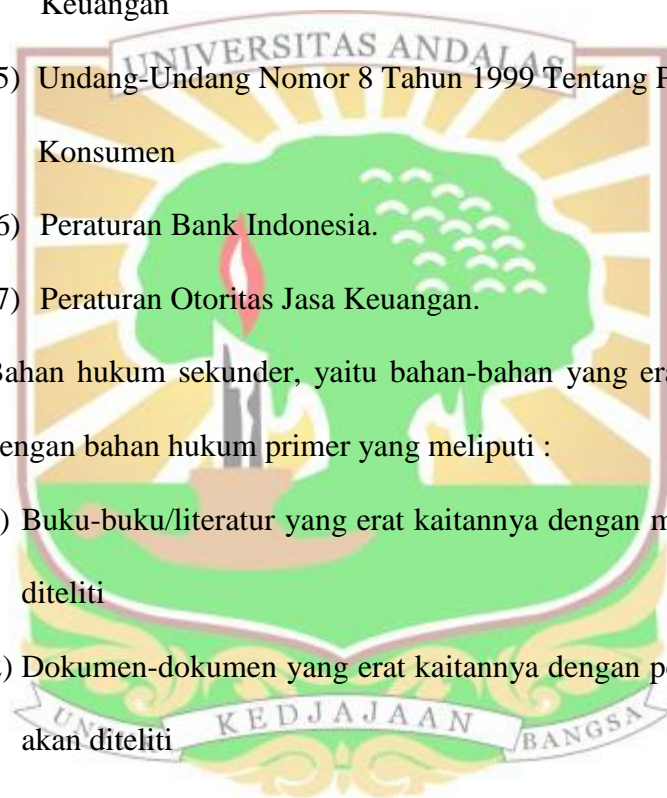 Keuangan
UNIVERSITAS ANDALAS
5) Undang-Undang Nomor 8 Tahun 1999 Tentang
Konsumen
6) Peraturan Bank Indonesia.
7) Peraturan Otoritas Jasa Keuangan.
Bahan hukum sekunder, yaitu bahan-bahan yang
dengan bahan hukum primer yang meliputi :
) Buku-buku/literatur yang erat kaitannya dengan
diteliti
) Dokumen-dokumen yang erat kaitannya dengan
akan diteliti
KEDJAJAAN
BANGSA